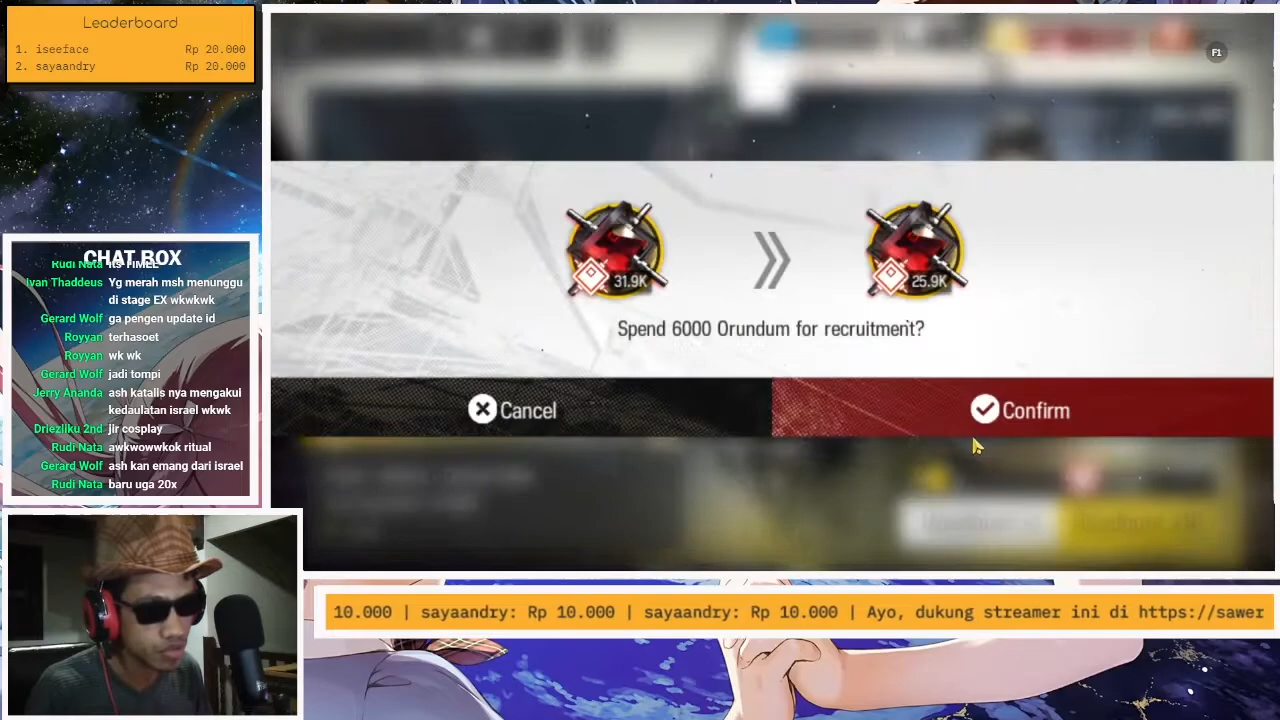 Leaderboard
1. iseeface Rp 20.000
2. sayaandry Rp 20.000
F1
CHAT BOX
Rudi Nata its TIMEE
Ivan Thaddeus Yg merah msh menunggu
di stage EX wkwkwk
Gerard Wolf ga pengen update id
Royyan terhasoet
Royyan wk wk
Gerard Wolf jadi tompi
Jerry Ananda ash katalis nya mengakui
kedaulatan israel wkwk
Driezliku 2nd jir cosplay
Rudi Nata awkwowwkok ritual
Gerard Wolf ash kan emang dari israel
Rudi Nata baru uga 20x
31.9K
25.9K
Spend 6000 Orundum for recruitment?
Cancel
Confirm
10.000 | sayaandry: Rp 10.000 | sayaandry: Rp 10.000 | Ayo, dukung streamer ini di https://sawer